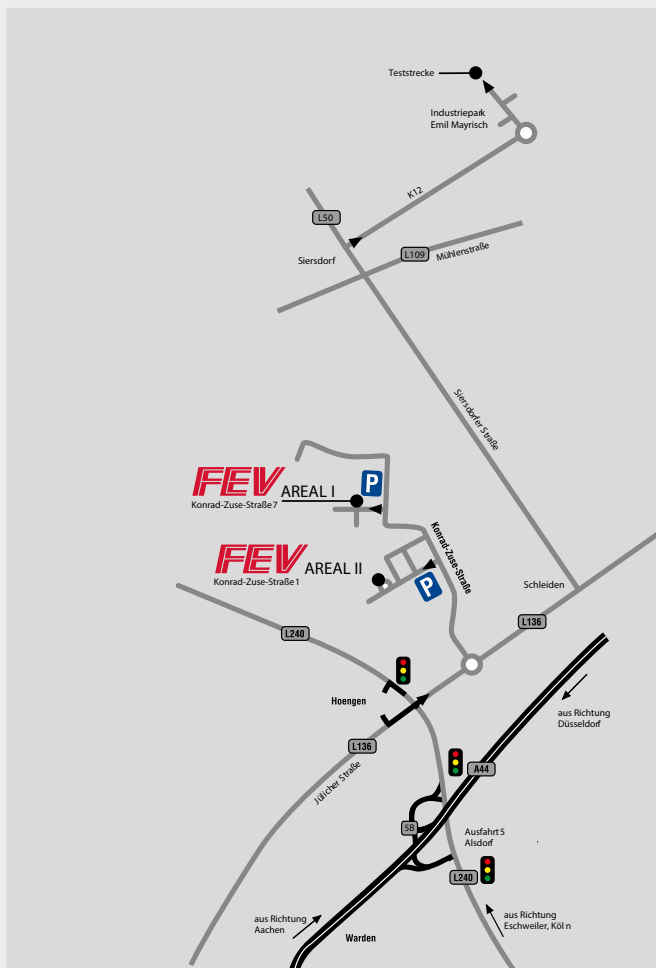 Teststrecke
Industriepark
Emil Mayrisch
K12
L50
Siersdorf
L109
Mühlenstraße
Siersdorfer Straße
P
FEV AREAL I
Konrad-Zuse-Straße 7
Konrad-Zuse-Straße
FEV AREAL II
Konrad-Zuse-Straße 1
P
Schleiden
L136
L240
Hoengen
aus Richtung
Düsseldorf
L136
Jülicher Straße
A44
5B
Ausfahrt 5
Alsdorf
L240
aus Richtung
Aachen
aus Richtung
Eschweiler, Köln
Warden